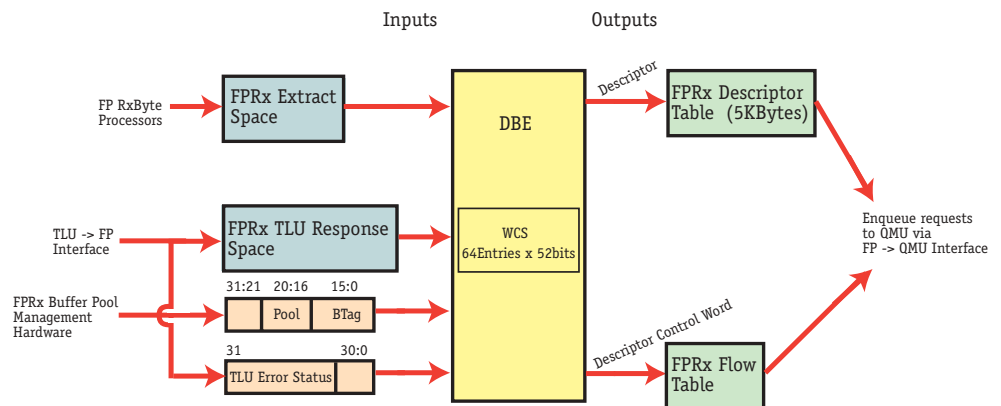 Inputs
Outputs
FP RxByte
Processors
FPRx Extract
Space
DBE
Descriptor
FPRx Descriptor
Table (5KBytes)
TLU -> FP
Interface
FPRx TLU Response
Space
WCS
64Entries x 52bits
Enqueue requests
to QMU via
FP -> QMU Interface
FPRx Buffer Pool
Management
Hardware
31:21 20:16 15:0
Pool BTag
31 30:0
TLU Error Status
Descriptor Control Word
FPRx Flow
Table